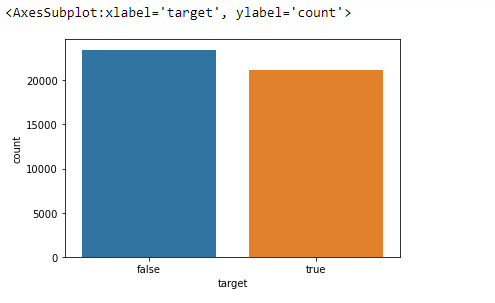 <AxesSubplot:xlabel='target', ylabel='count'>
20000
15000
10000
5000
0
count
false true
target